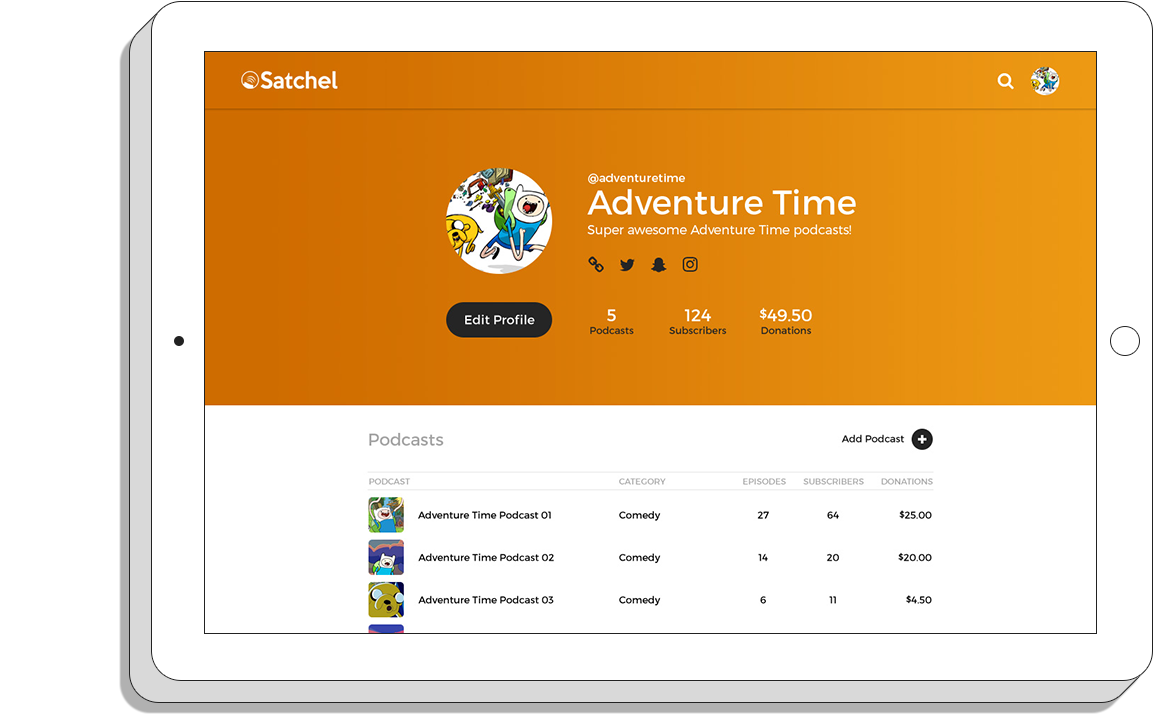 Satchel
@adventuretime
Adventure Time
Super awesome Adventure Time podcasts!
Edit Profile
5 124 $49.50
Podcasts Subscribers Donations
Podcasts Add Podcast
PODCAST CATEGORY EPISODES SUBSCRIBERS DONATIONS
Adventure Time Podcast 01 Comedy 27 64 $25.00
Adventure Time Podcast 02 Comedy 14 20 $20.00
Adventure Time Podcast 03 Comedy 6 11 $4.50